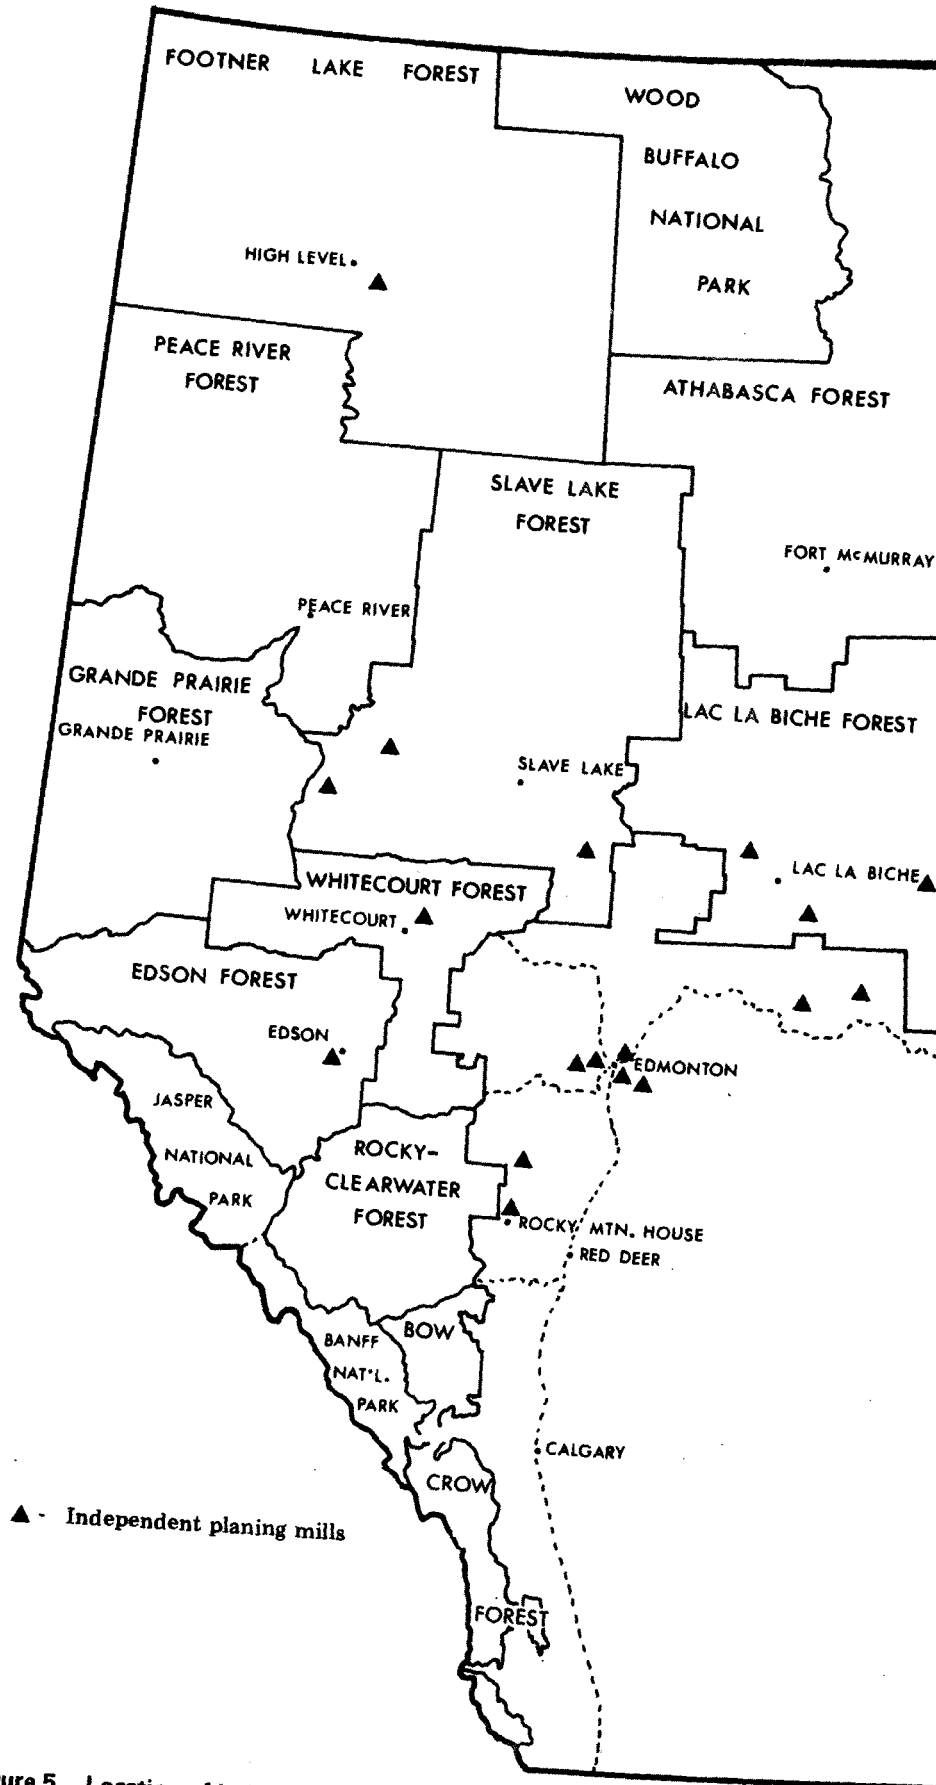 FOOTNER LAKE FOREST
WOOD
BUFFALO
NATIONAL
PARK
HIGH LEVEL
PEACE RIVER
FOREST
ATHABASCA FOREST
SLAVE LAKE
FOREST
FORT McMURRAY
PEACE RIVER
GRANDE PRAIRIE
FOREST
GRANDE PRAIRIE
LAC LA BICHE FOREST
SLAVE LAKE
LAC LA BICHE
WHITECOURT FOREST
WHITECOURT
EDSON FOREST
EDSON
EDMONTON
JASPER
NATIONAL
PARK
ROCKY-
CLEARWATER
FOREST
ROCKY MTN. HOUSE
RED DEER
BANFF
NAT'L.
PARK
BOW
CALGARY
CROW
FOREST
▲ - Independent planing mills